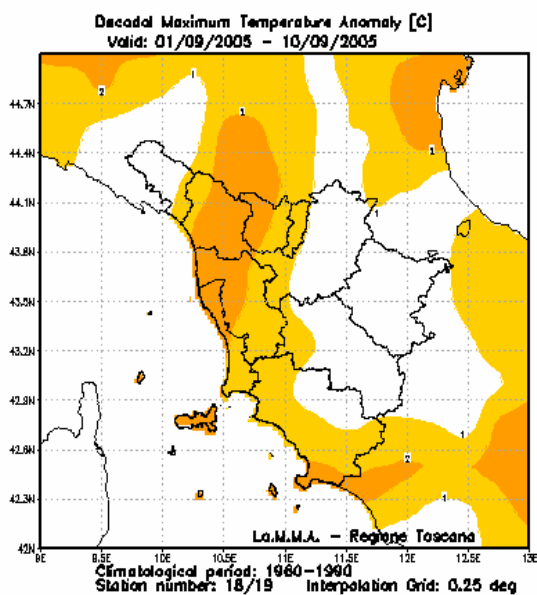 Decadal Maximum Temperature Anomaly [C]
Valid: 01/09/2005 - 10/09/2005
2
1
1
44.7N
44.4N
1
44.1N
1
43.8N
43.5N
43.2N
42.9N
1
42.6N
2
42.3N
1
La.M.M.A. - Regione Toscana
42N
9E
9.5E
10E
10.5E
11E
11.5E
12E
12.5E
13E
Climatological period: 1960-1990
Station number: 18/19
Interpolation Grid: 0.25 deg